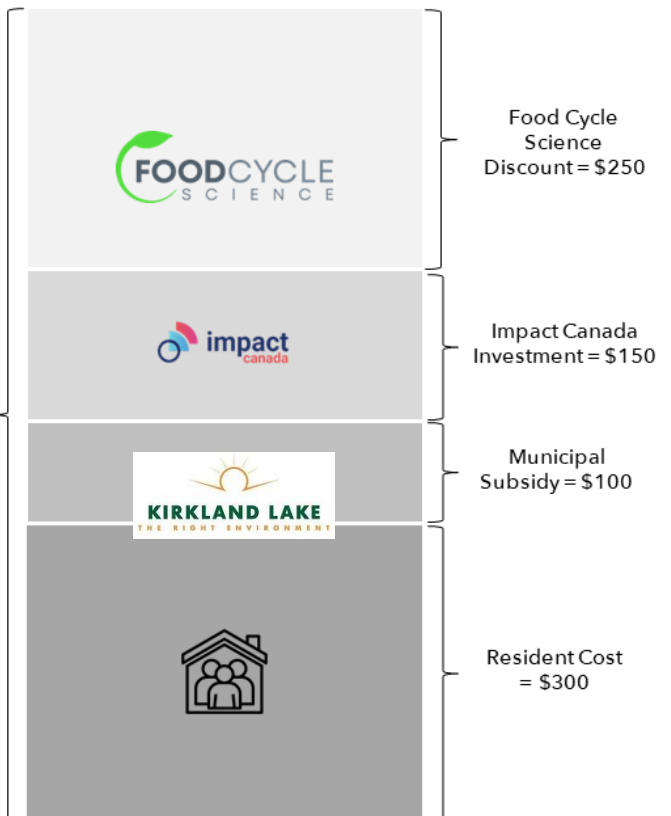 FOODCYCLE
SCIENCE
Food Cycle
Science
Discount = $250
impact
canada
Impact Canada
Investment = $150
KIRKLAND LAKE
THE RIGHT ENVIRONMENT
Municipal
Subsidy = $100
Resident Cost
= $300